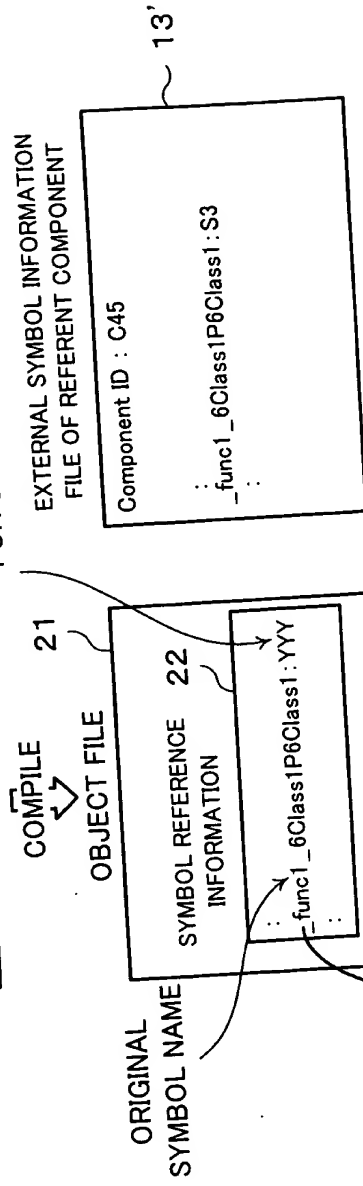 COMPILE
OBJECT FILE
21
SYMBOL REFERENCE
INFORMATION
22
:
_func1_6Class1P6Class1:YYY
:
ORIGINAL
SYMBOL NAME
EXTERNAL SYMBOL INFORMATION
FILE OF REFERENT COMPONENT
13'
Component ID : C45
:
_func1_6Class1P6Class1:S3
: